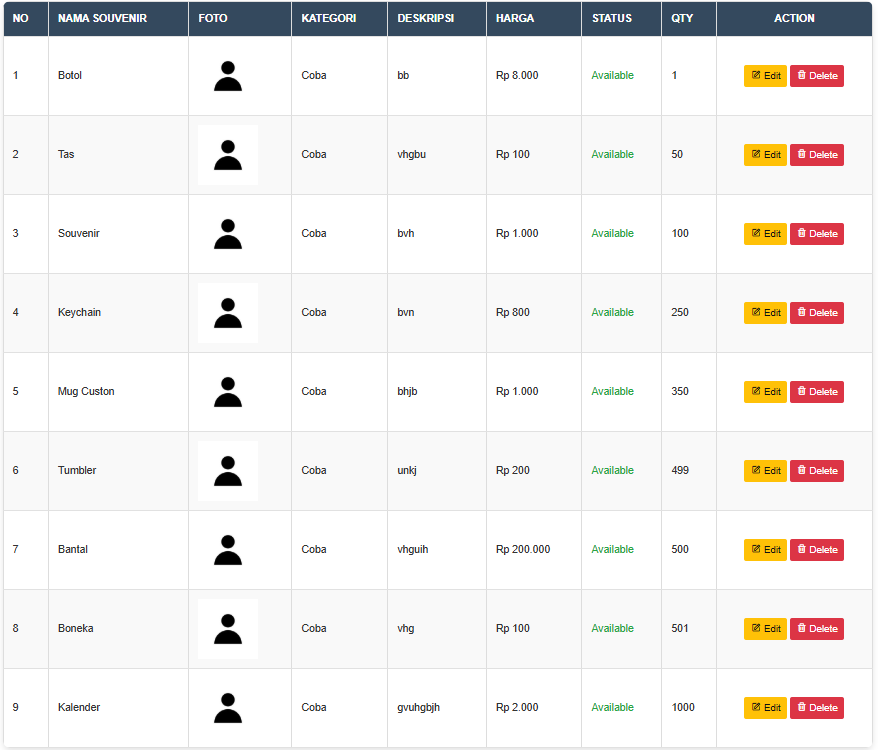 NO NAMA SOUVENIR FOTO KATEGORI DESKRIPSI HARGA STATUS QTY ACTION
1 Botol Coba bb Rp 8.000 Available 1 Edit Delete
2 Tas Coba vhgbu Rp 100 Available 50 Edit Delete
3 Souvenir Coba bvh Rp 1.000 Available 100 Edit Delete
4 Keychain Coba bvn Rp 800 Available 250 Edit Delete
5 Mug Custon Coba bhjb Rp 1.000 Available 350 Edit Delete
6 Tumbler Coba unkj Rp 200 Available 499 Edit Delete
7 Bantal Coba vhguih Rp 200.000 Available 500 Edit Delete
8 Boneka Coba vhg Rp 100 Available 501 Edit Delete
9 Kalender Coba gvuhgbjh Rp 2.000 Available 1000 Edit Delete